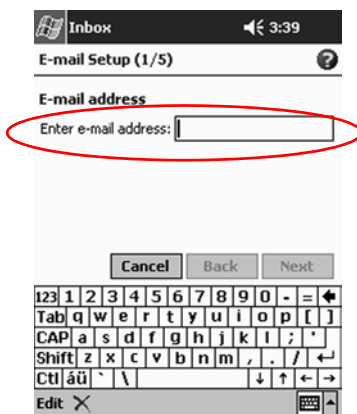 Inbox 3:39
E-mail Setup (1/5)
E-mail address
Enter e-mail address:
Cancel Back Next
123 1 2 3 4 5 6 7 8 9 0 - =
Tab q w e r t y u i o p [ ]
CAP a s d f g h j k l ; '
Shift z x c v b n m , . /
Ctl áü ` \
Edit